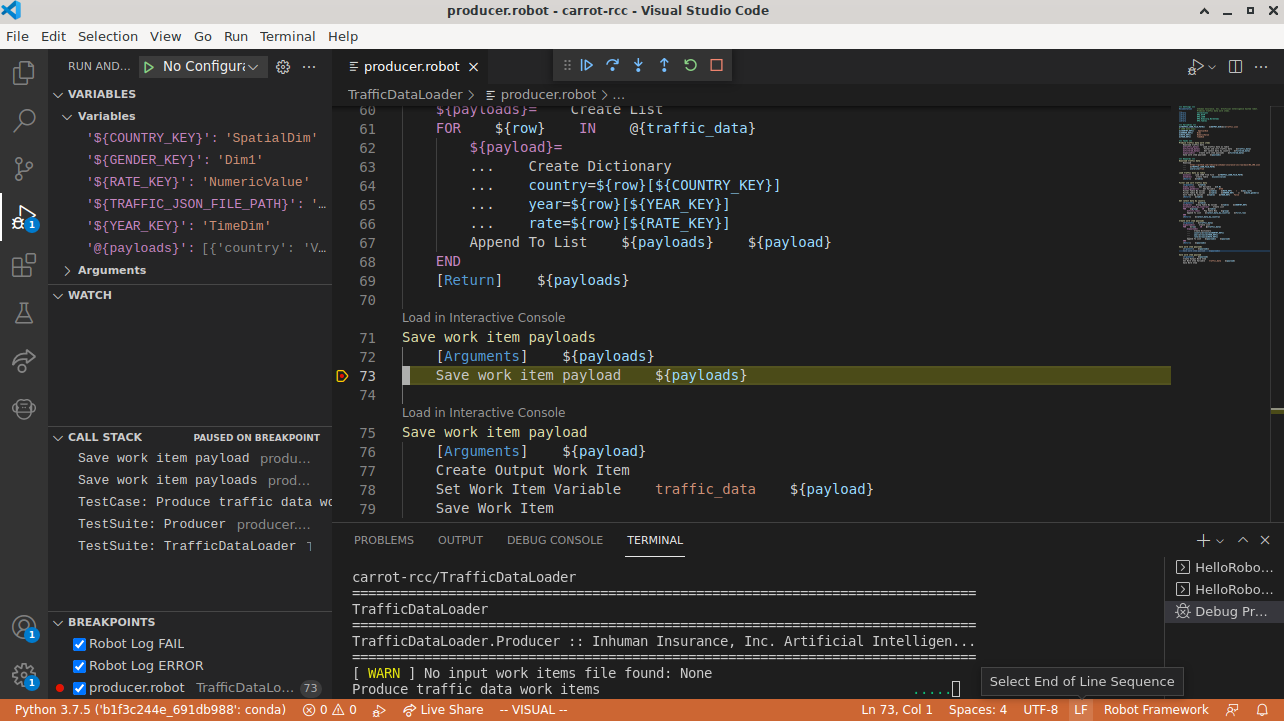 producer.robot - carrot-rcc - Visual Studio Code
File Edit Selection View Go Run Terminal Help
RUN AND... No Configura
VARIABLES
Variables
'${COUNTRY_KEY}': 'SpatialDim'
'${GENDER_KEY}': 'Dim1'
'${RATE_KEY}': 'NumericValue'
'${TRAFFIC_JSON_FILE_PATH}': '...
'${YEAR_KEY}': 'TimeDim'
'@{payloads}': [{'country': 'V...
Arguments
WATCH
CALL STACK PAUSED ON BREAKPOINT
Save work item payload produ...
Save work item payloads prod...
TestCase: Produce traffic data wo
TestSuite: Producer producer....
TestSuite: TrafficDataLoader
BREAKPOINTS
Robot Log FAIL
Robot Log ERROR
producer.robot TrafficDataLo... 73
1
1
1
producer.robot
TrafficDataLoader > producer.robot > ...
60 ${payloads}= Create List
61 FOR ${row} IN @{traffic_data}
62 ${payload}=
63 ... Create Dictionary
64 ... country=${row}[${COUNTRY_KEY}]
65 ... year=${row}[${YEAR_KEY}]
66 ... rate=${row}[${RATE_KEY}]
67 Append To List ${payloads} ${payload}
68 END
69 [Return] ${payloads}
70
Load in Interactive Console
71 Save work item payloads
72 [Arguments] ${payloads}
73 Save work item payload ${payloads}
74
Load in Interactive Console
75 Save work item payload
76 [Arguments] ${payload}
77 Create Output Work Item
78 Set Work Item Variable traffic_data ${payload}
79 Save Work Item
PROBLEMS OUTPUT DEBUG CONSOLE TERMINAL
carrot-rcc/TrafficDataLoader
==============================================================================
TrafficDataLoader
==============================================================================
TrafficDataLoader.Producer :: Inhuman Insurance, Inc. Artificial Intelligen...
==============================================================================
[ WARN ] No input work items file found: None
Produce traffic data work items .....
HelloRobo...
HelloRobo...
Debug Pr...
Select End of Line Sequence
Python 3.7.5 ('b1f3c244e_691db988': conda) 0 0 Live Share -- VISUAL -- Ln 73, Col 1 Spaces: 4 UTF-8 LF Robot Framework